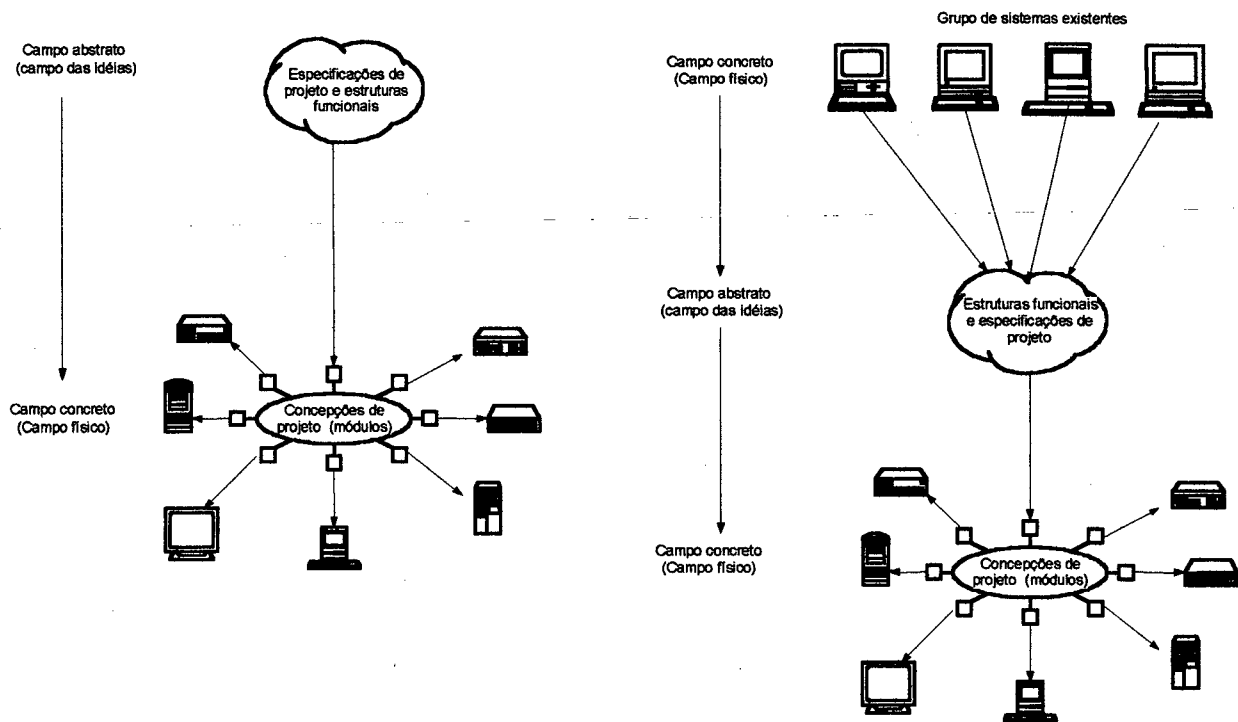 Campo abstrato
(campo das idéias)
Especificações de
projeto e estruturas
funcionais
Concepções de
projeto (módulos)
Campo concreto
(Campo físico)
Grupo de sistemas existentes
Campo concreto
(Campo físico)
Campo abstrato
(campo das idéias)
Estruturas funcionais
e especificações de
projeto
Campo concreto
(Campo físico)
Concepções de
projeto (módulos)